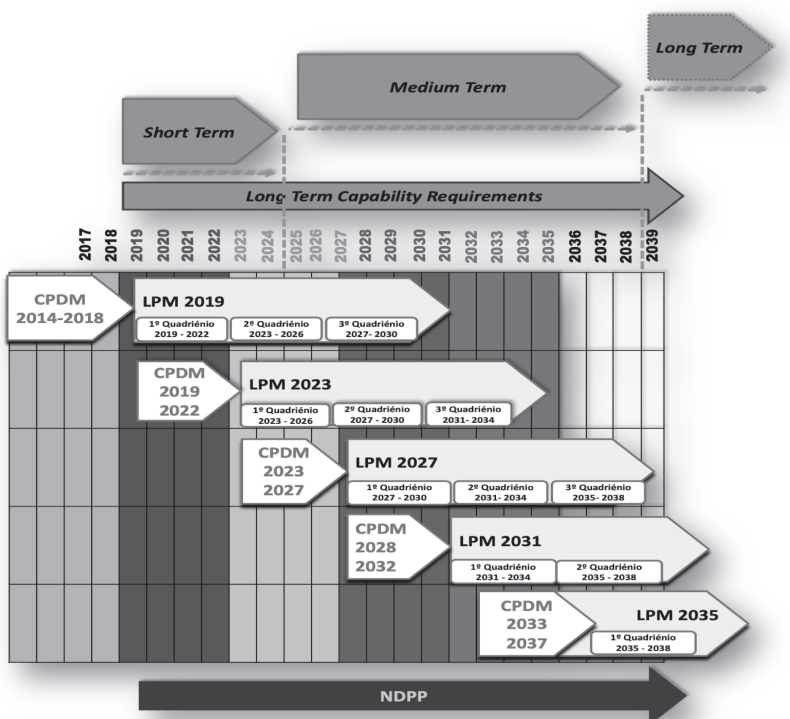 Long Term
Medium Term
Short Term
Long Term Capability Requirements
2017 2018 2019 2020 2021 2022 2023 2024 2025 2026 2027 2028 2029 2030 2031 2032 2033 2034 2035 2036 2037 2038 2039
CPDM
2014-2018
LPM 2019
1º Quadriénio
2019 - 2022
2º Quadriénio
2023 - 2026
3º Quadriénio
2027- 2030
CPDM
2019
2022
LPM 2023
1º Quadriénio
2023 - 2026
2º Quadriénio
2027 - 2030
3º Quadriénio
2031- 2034
CPDM
2023
2027
LPM 2027
1º Quadriénio
2027 - 2030
2º Quadriénio
2031- 2034
3º Quadriénio
2035- 2038
CPDM
2028
2032
LPM 2031
1º Quadriénio
2031 - 2034
2º Quadriénio
2035 - 2038
CPDM
2033
2037
LPM 2035
1º Quadriénio
2035 - 2038
NDPP